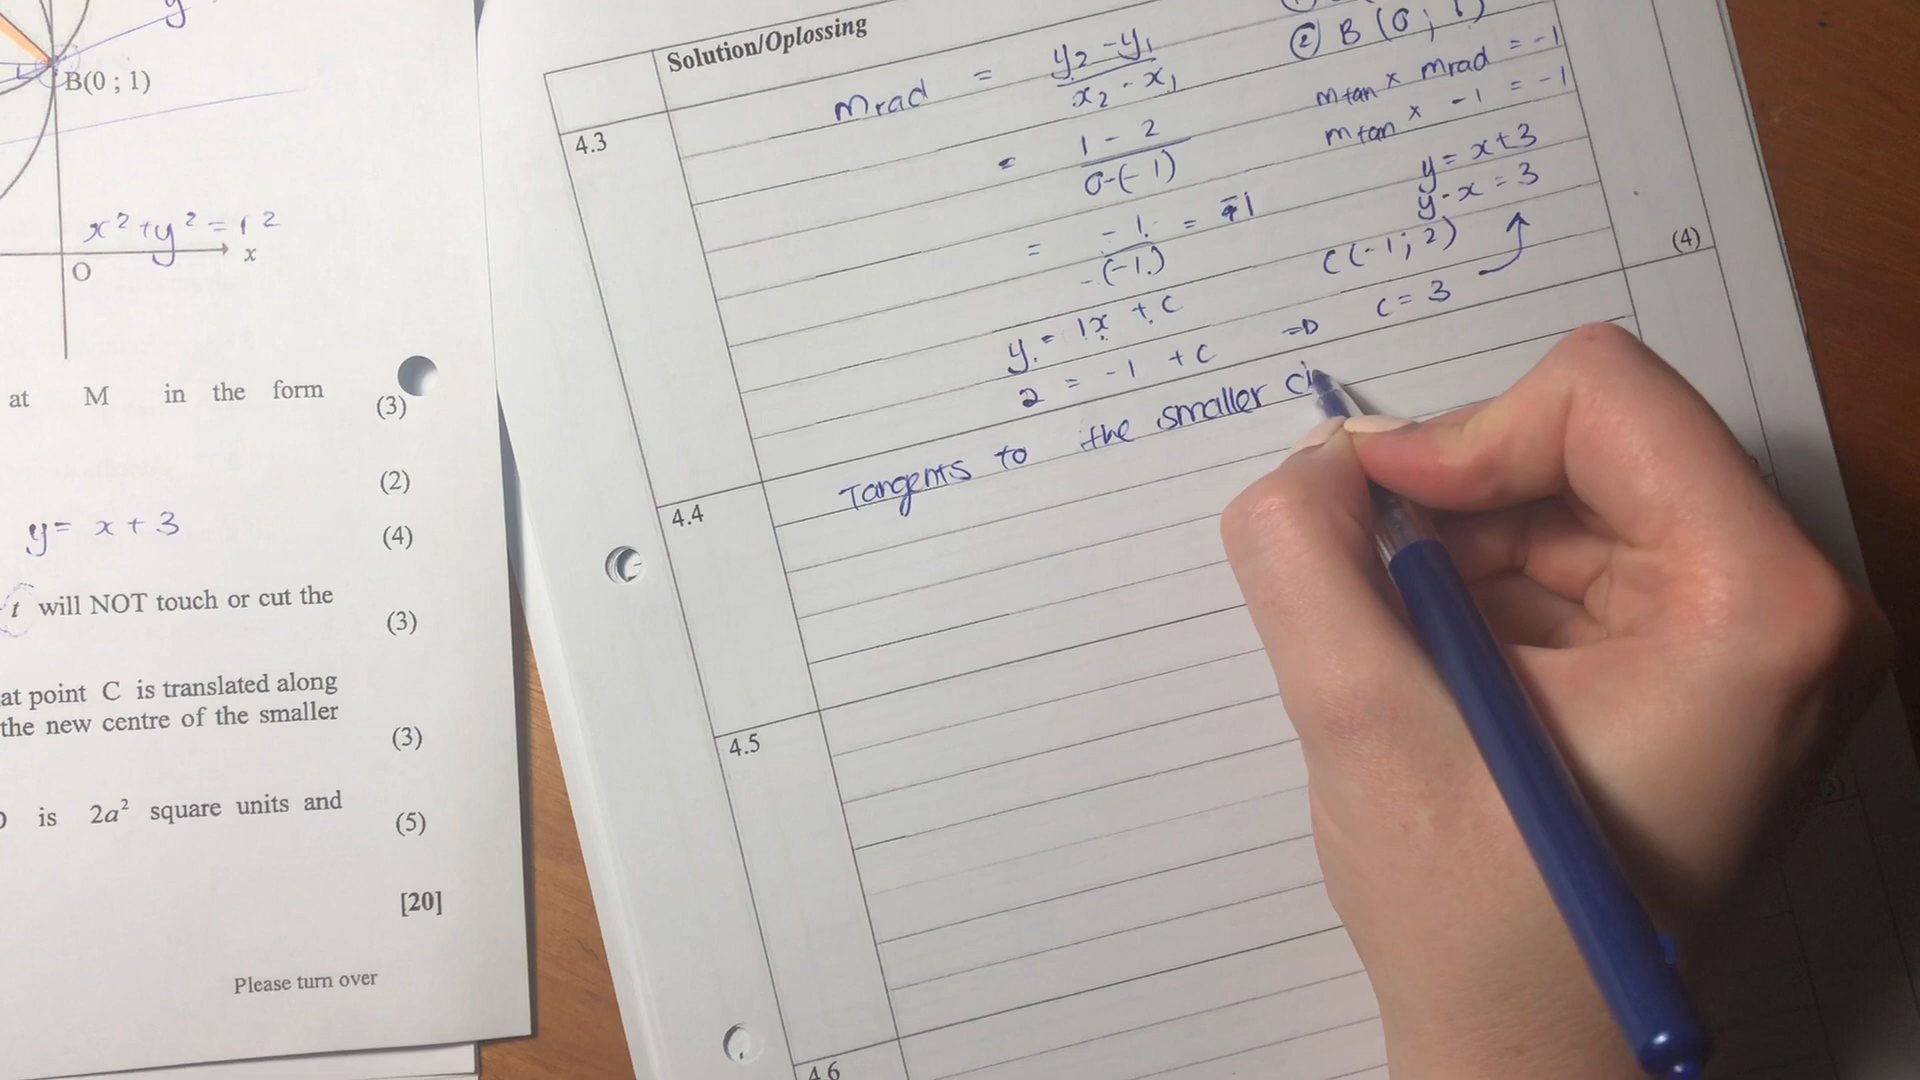 B(0 ; 1)
x² + y² = 1²
x
O
at M in the form
(3)
(2)
y = x + 3
(4)
t will NOT touch or cut the
(3)
at point C is translated along
the new centre of the smaller
(3)
is 2a² square units and
(5)
[20]
Please turn over
Solution/Oplossing
4.3
mrad = y2 - y1 / x2 - x1
= 1 - 2 / 0-(-1)
= -1 / -(-1) = -1
y = 1x + c
2 = -1 + c ⇒ c = 3
② B (0 ; 1)
mtan × mrad = -1
mtan × -1 = -1
y = x+3
y - x = 3
C(-1 ; 2)
(4)
4.4
Tangents to the smaller ci
4.5
4.6